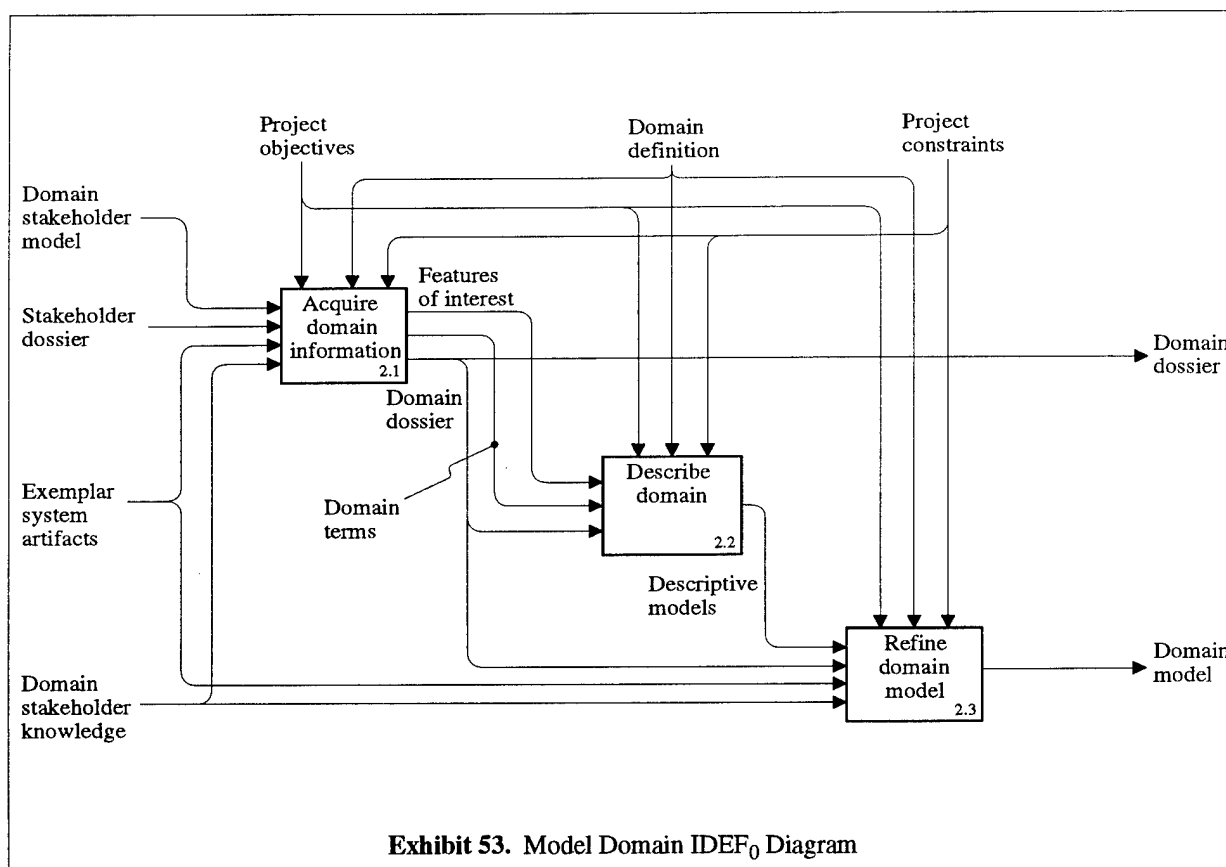 Project
objectives
Domain
definition
Project
constraints
Domain
stakeholder
model
Stakeholder
dossier
Exemplar
system
artifacts
Domain
stakeholder
knowledge
Acquire
domain
information
2.1
Features
of interest
Domain
dossier
Domain
terms
Describe
domain
2.2
Descriptive
models
Refine
domain
model
2.3
Domain
dossier
Domain
model
Exhibit 53. Model Domain IDEF0 Diagram